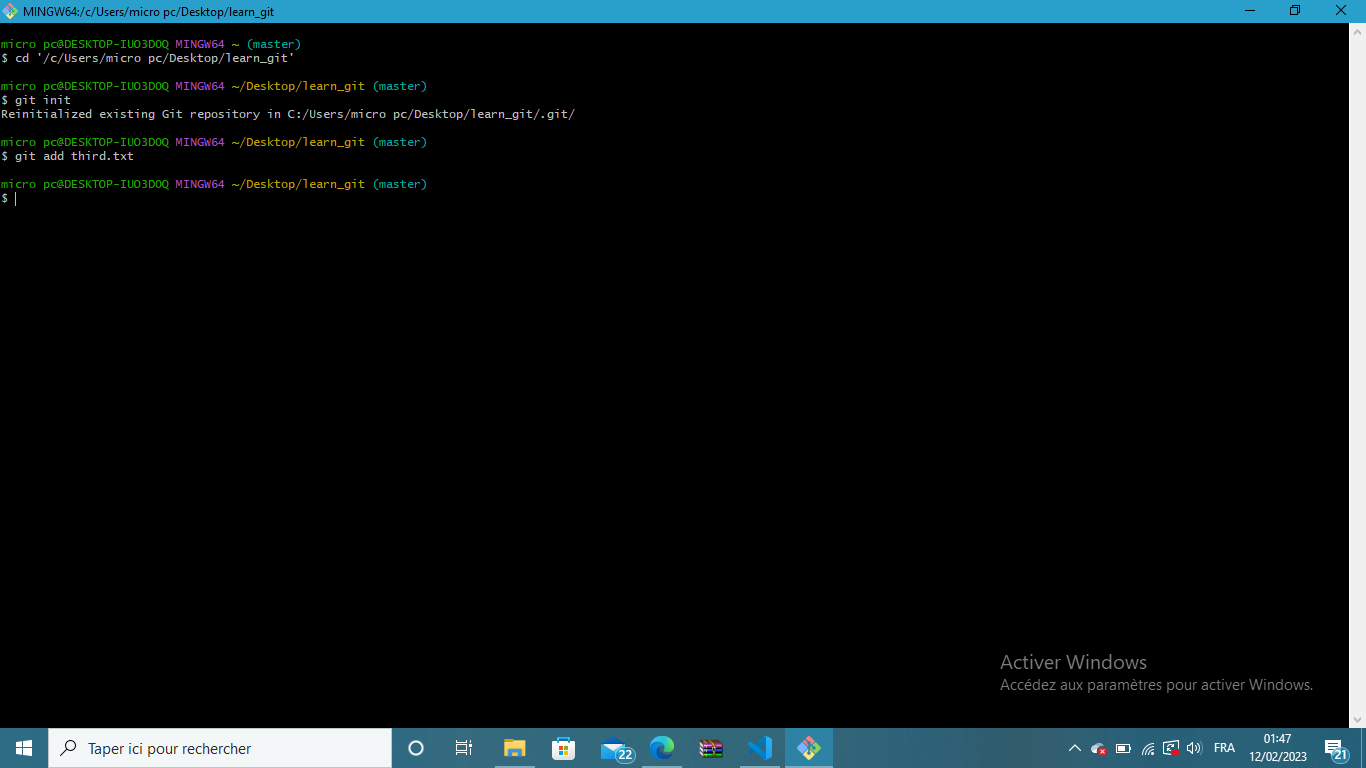 MINGW64:/c/Users/micro pc/Desktop/learn_git
micro pc@DESKTOP-IUO3DOQ MINGW64 ~ (master)
$ cd '/c/Users/micro pc/Desktop/learn_git'
micro pc@DESKTOP-IUO3DOQ MINGW64 ~/Desktop/learn_git (master)
$ git init
Reinitialized existing Git repository in C:/Users/micro pc/Desktop/learn_git/.git/
micro pc@DESKTOP-IUO3DOQ MINGW64 ~/Desktop/learn_git (master)
$ git add third.txt
micro pc@DESKTOP-IUO3DOQ MINGW64 ~/Desktop/learn_git (master)
$
Activer Windows
Accédez aux paramètres pour activer Windows.
Taper ici pour rechercher
22
FRA
01:47
12/02/2023
21